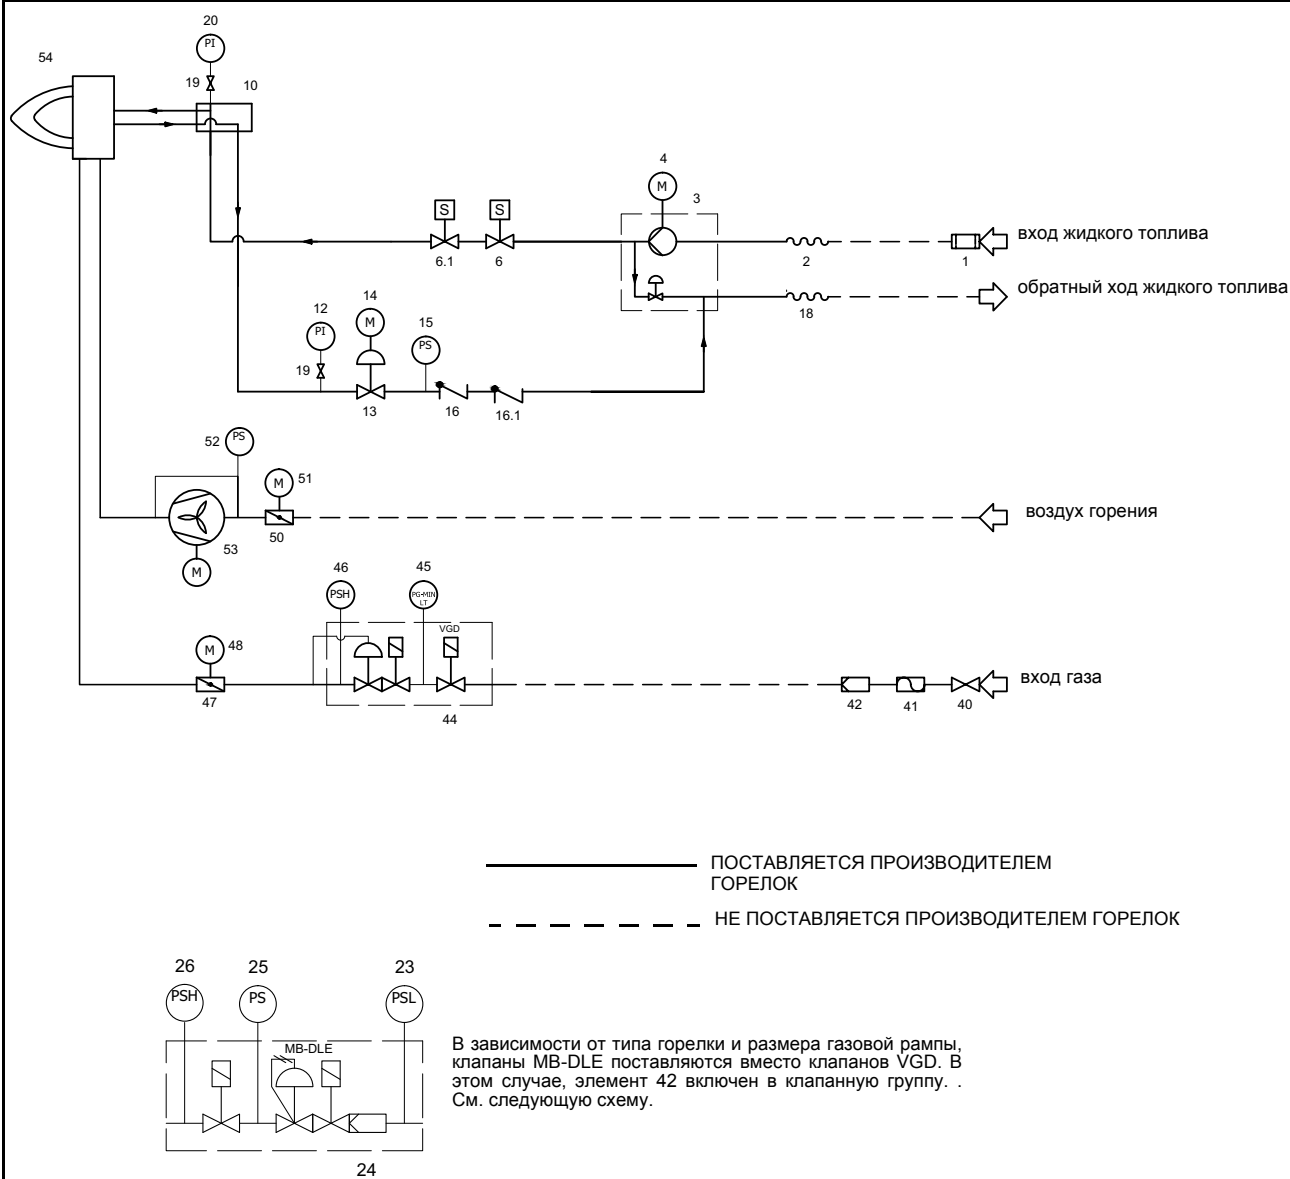 20
PI
54
19
10
4
M
3
S
S
6.1
6
2
1
вход жидкого топлива
обратный ход жидкого топлива
18
14
12
M
15
PI
PS
19
13
16
16.1
52
PS
M
51
воздух горения
50
53
M
46
45
PSH
PG-MIN
LT
VGD
M
48
вход газа
47
44
42
41
40
ПОСТАВЛЯЕТСЯ ПРОИЗВОДИТЕЛЕМ
ГОРЕЛОК
НЕ ПОСТАВЛЯЕТСЯ ПРОИЗВОДИТЕЛЕМ ГОРЕЛОК
26
25
23
PSH
PS
PSL
MB-DLE
24
В зависимости от типа горелки и размера газовой рампы,
клапаны MB-DLE поставляются вместо клапанов VGD. В
этом случае, элемент 42 включен в клапанную группу. .
См. следующую схему.